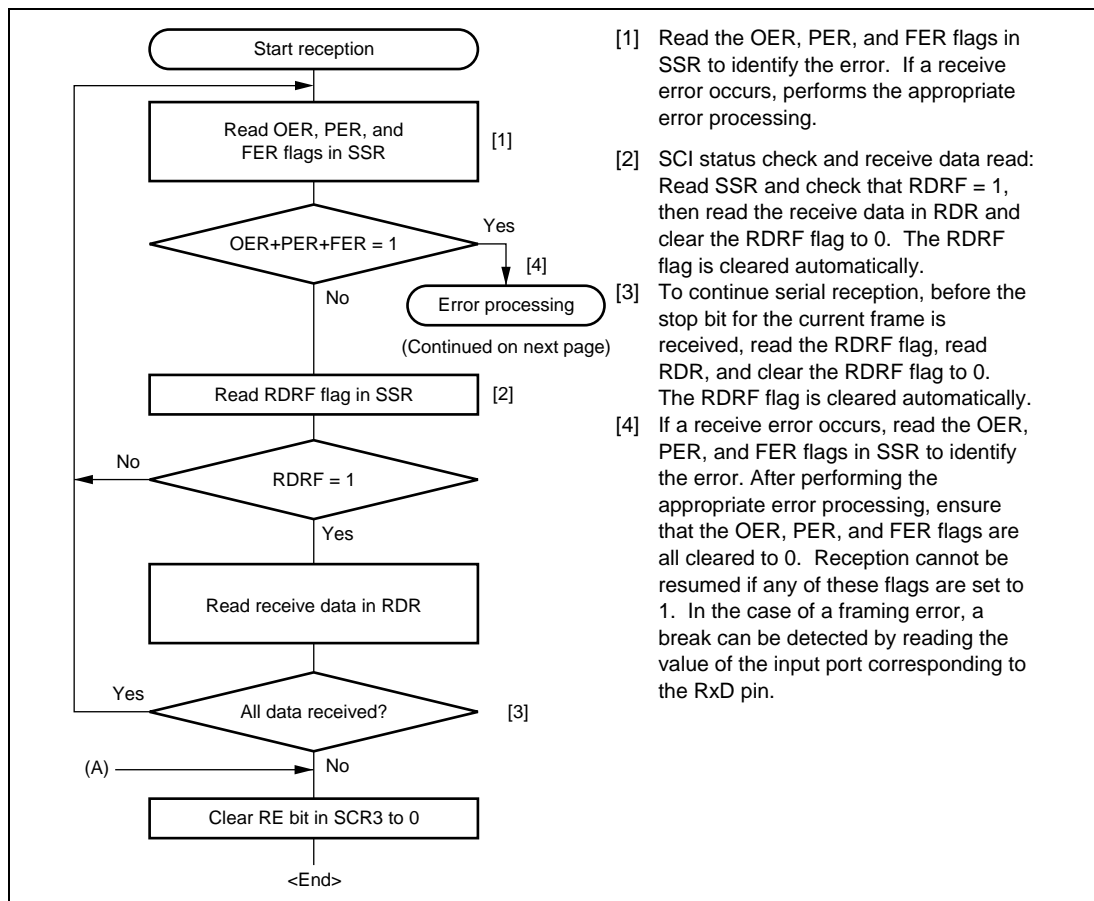 Start reception
Read OER, PER, and
FER flags in SSR
[1]
OER+PER+FER = 1
Yes
[4]
No
Error processing
(Continued on next page)
Read RDRF flag in SSR
[2]
No
RDRF = 1
Yes
Read receive data in RDR
Yes
All data received?
[3]
(A)
No
Clear RE bit in SCR3 to 0
<End>
[1] Read the OER, PER, and FER flags in
SSR to identify the error. If a receive
error occurs, performs the appropriate
error processing.
[2] SCI status check and receive data read:
Read SSR and check that RDRF = 1,
then read the receive data in RDR and
clear the RDRF flag to 0. The RDRF
flag is cleared automatically.
[3] To continue serial reception, before the
stop bit for the current frame is
received, read the RDRF flag, read
RDR, and clear the RDRF flag to 0.
The RDRF flag is cleared automatically.
[4] If a receive error occurs, read the OER,
PER, and FER flags in SSR to identify
the error. After performing the
appropriate error processing, ensure
that the OER, PER, and FER flags are
all cleared to 0. Reception cannot be
resumed if any of these flags are set to
1. In the case of a framing error, a
break can be detected by reading the
value of the input port corresponding to
the RxD pin.